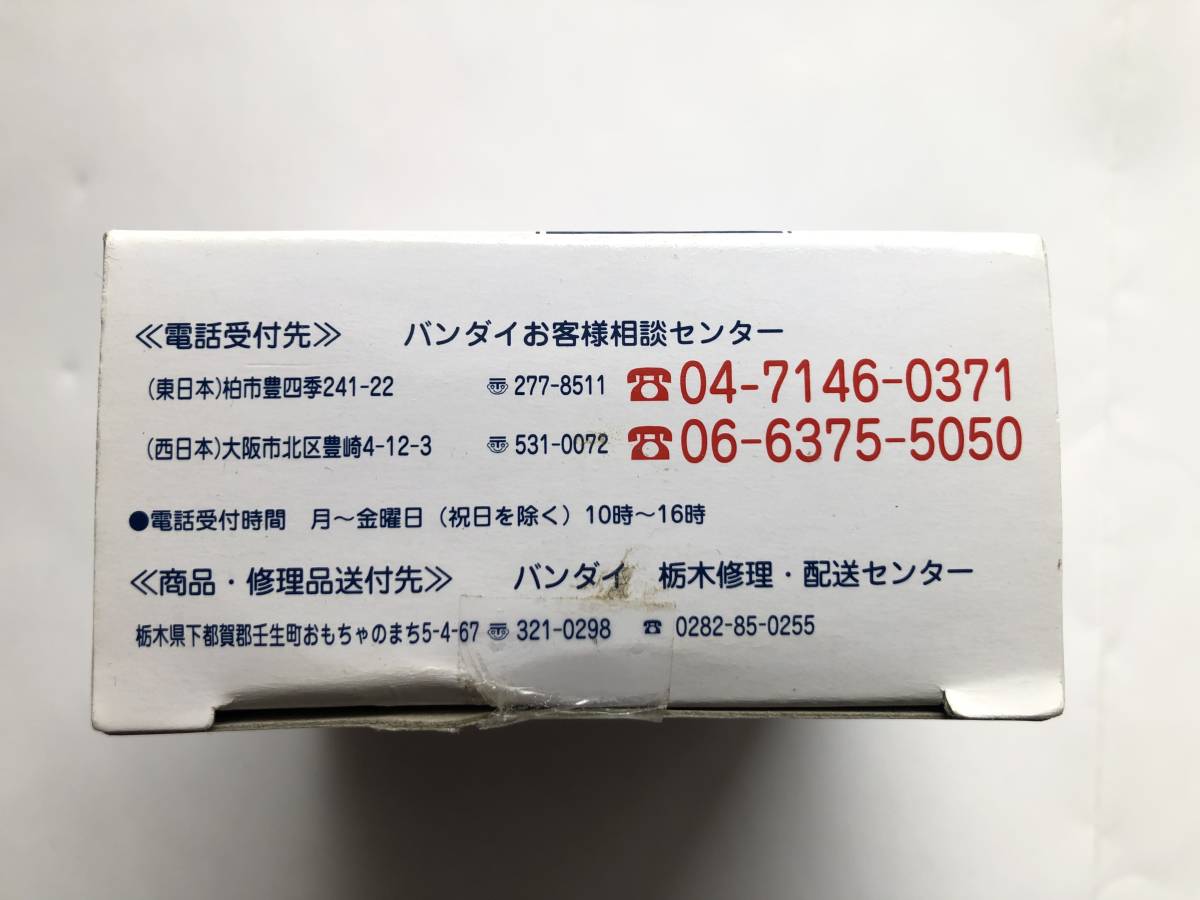 ≪電話受付先≫ バンダイお客様相談センター
(東日本)柏市豊四季241-22 〠277-8511 ☎04-7146-0371
(西日本)大阪市北区豊崎4-12-3 〠531-0072 ☎06-6375-5050
●電話受付時間 月～金曜日(祝日を除く)10時～16時
≪商品・修理品送付先≫ バンダイ 栃木修理・配送センター
栃木県下都賀郡壬生町おもちゃのまち5-4-67 〠321-0298 ☎ 0282-85-0255